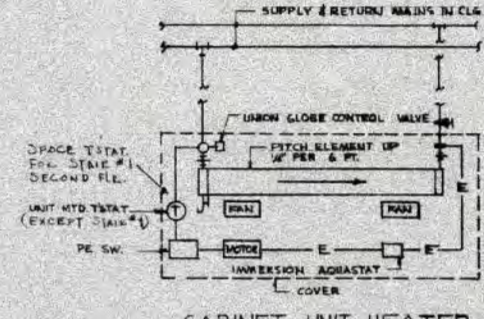 SUPPLY & RETURN MAINS IN CLG
UNION GLOBE CONTROL VALVE
SPACE TSTAT.
FOR STAIR #1
SECOND FLR.
PITCH ELEMENT UP
PER 6 FT.
UNIT MTD. TSTAT
(EXCEPT STAIR #1)
T
E
FAN
FAN
PE SW.
MOTOR
E
E
IMMERSION AQUASTAT
COVER
CABINET UNIT HEATER